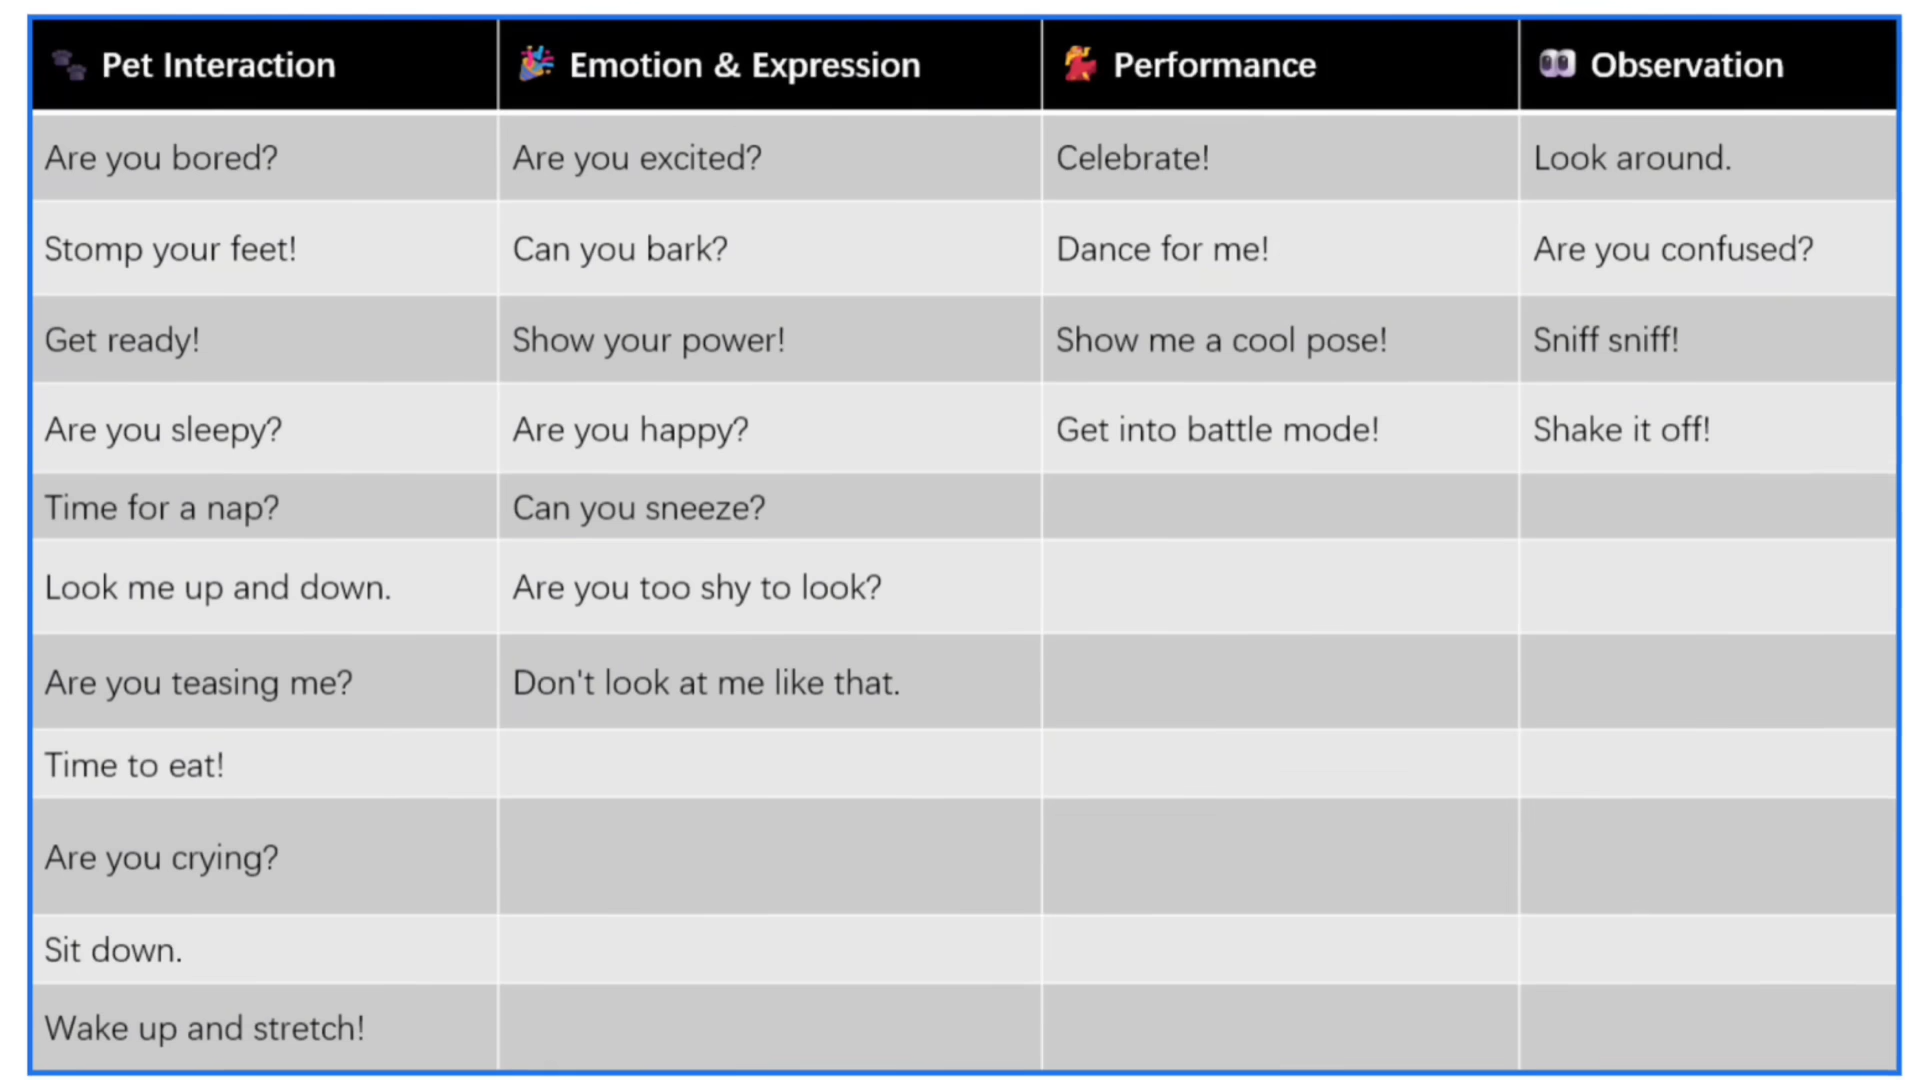 Pet Interaction Emotion & Expression Performance Observation
Are you bored? Are you excited? Celebrate! Look around.
Stomp your feet! Can you bark? Dance for me! Are you confused?
Get ready! Show your power! Show me a cool pose! Sniff sniff!
Are you sleepy? Are you happy? Get into battle mode! Shake it off!
Time for a nap? Can you sneeze?
Look me up and down. Are you too shy to look?
Are you teasing me? Don't look at me like that.
Time to eat!
Are you crying?
Sit down.
Wake up and stretch!